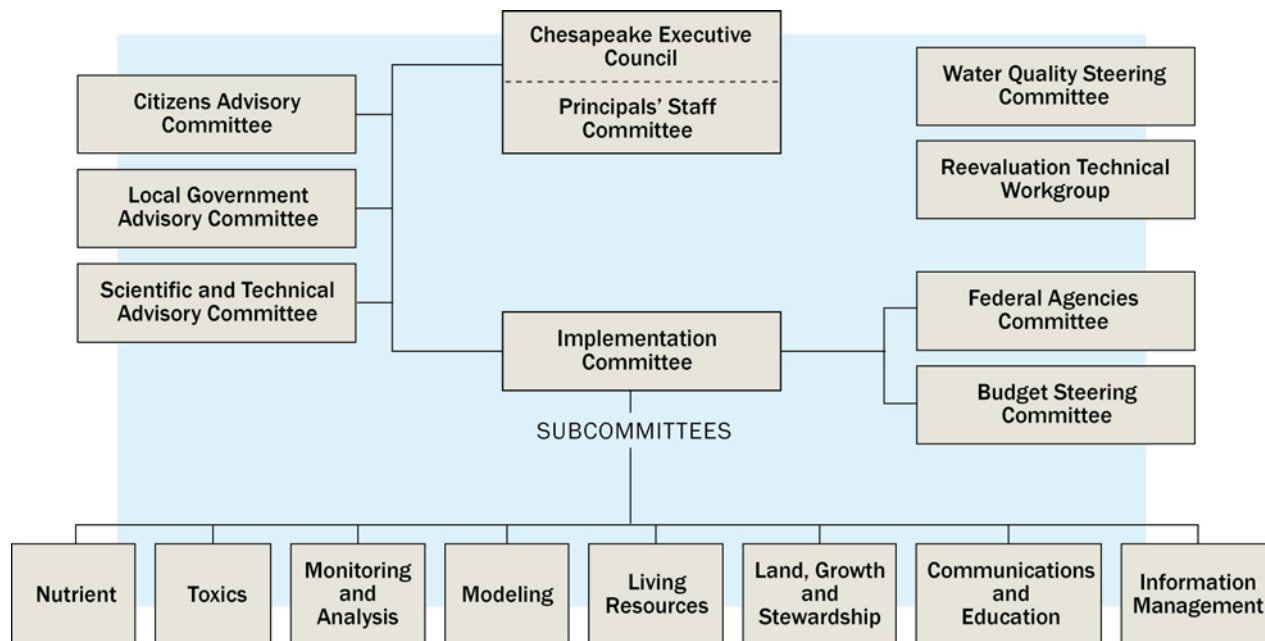 Chesapeake Executive
Council
Principals’ Staff
Committee
Citizens Advisory
Committee
Local Government
Advisory Committee
Scientific and Technical
Advisory Committee
Water Quality Steering
Committee
Reevaluation Technical
Workgroup
Implementation
Committee
Federal Agencies
Committee
Budget Steering
Committee
SUBCOMMITTEES
Nutrient
Toxics
Monitoring
and
Analysis
Modeling
Living
Resources
Land, Growth
and
Stewardship
Communications
and
Education
Information
Management